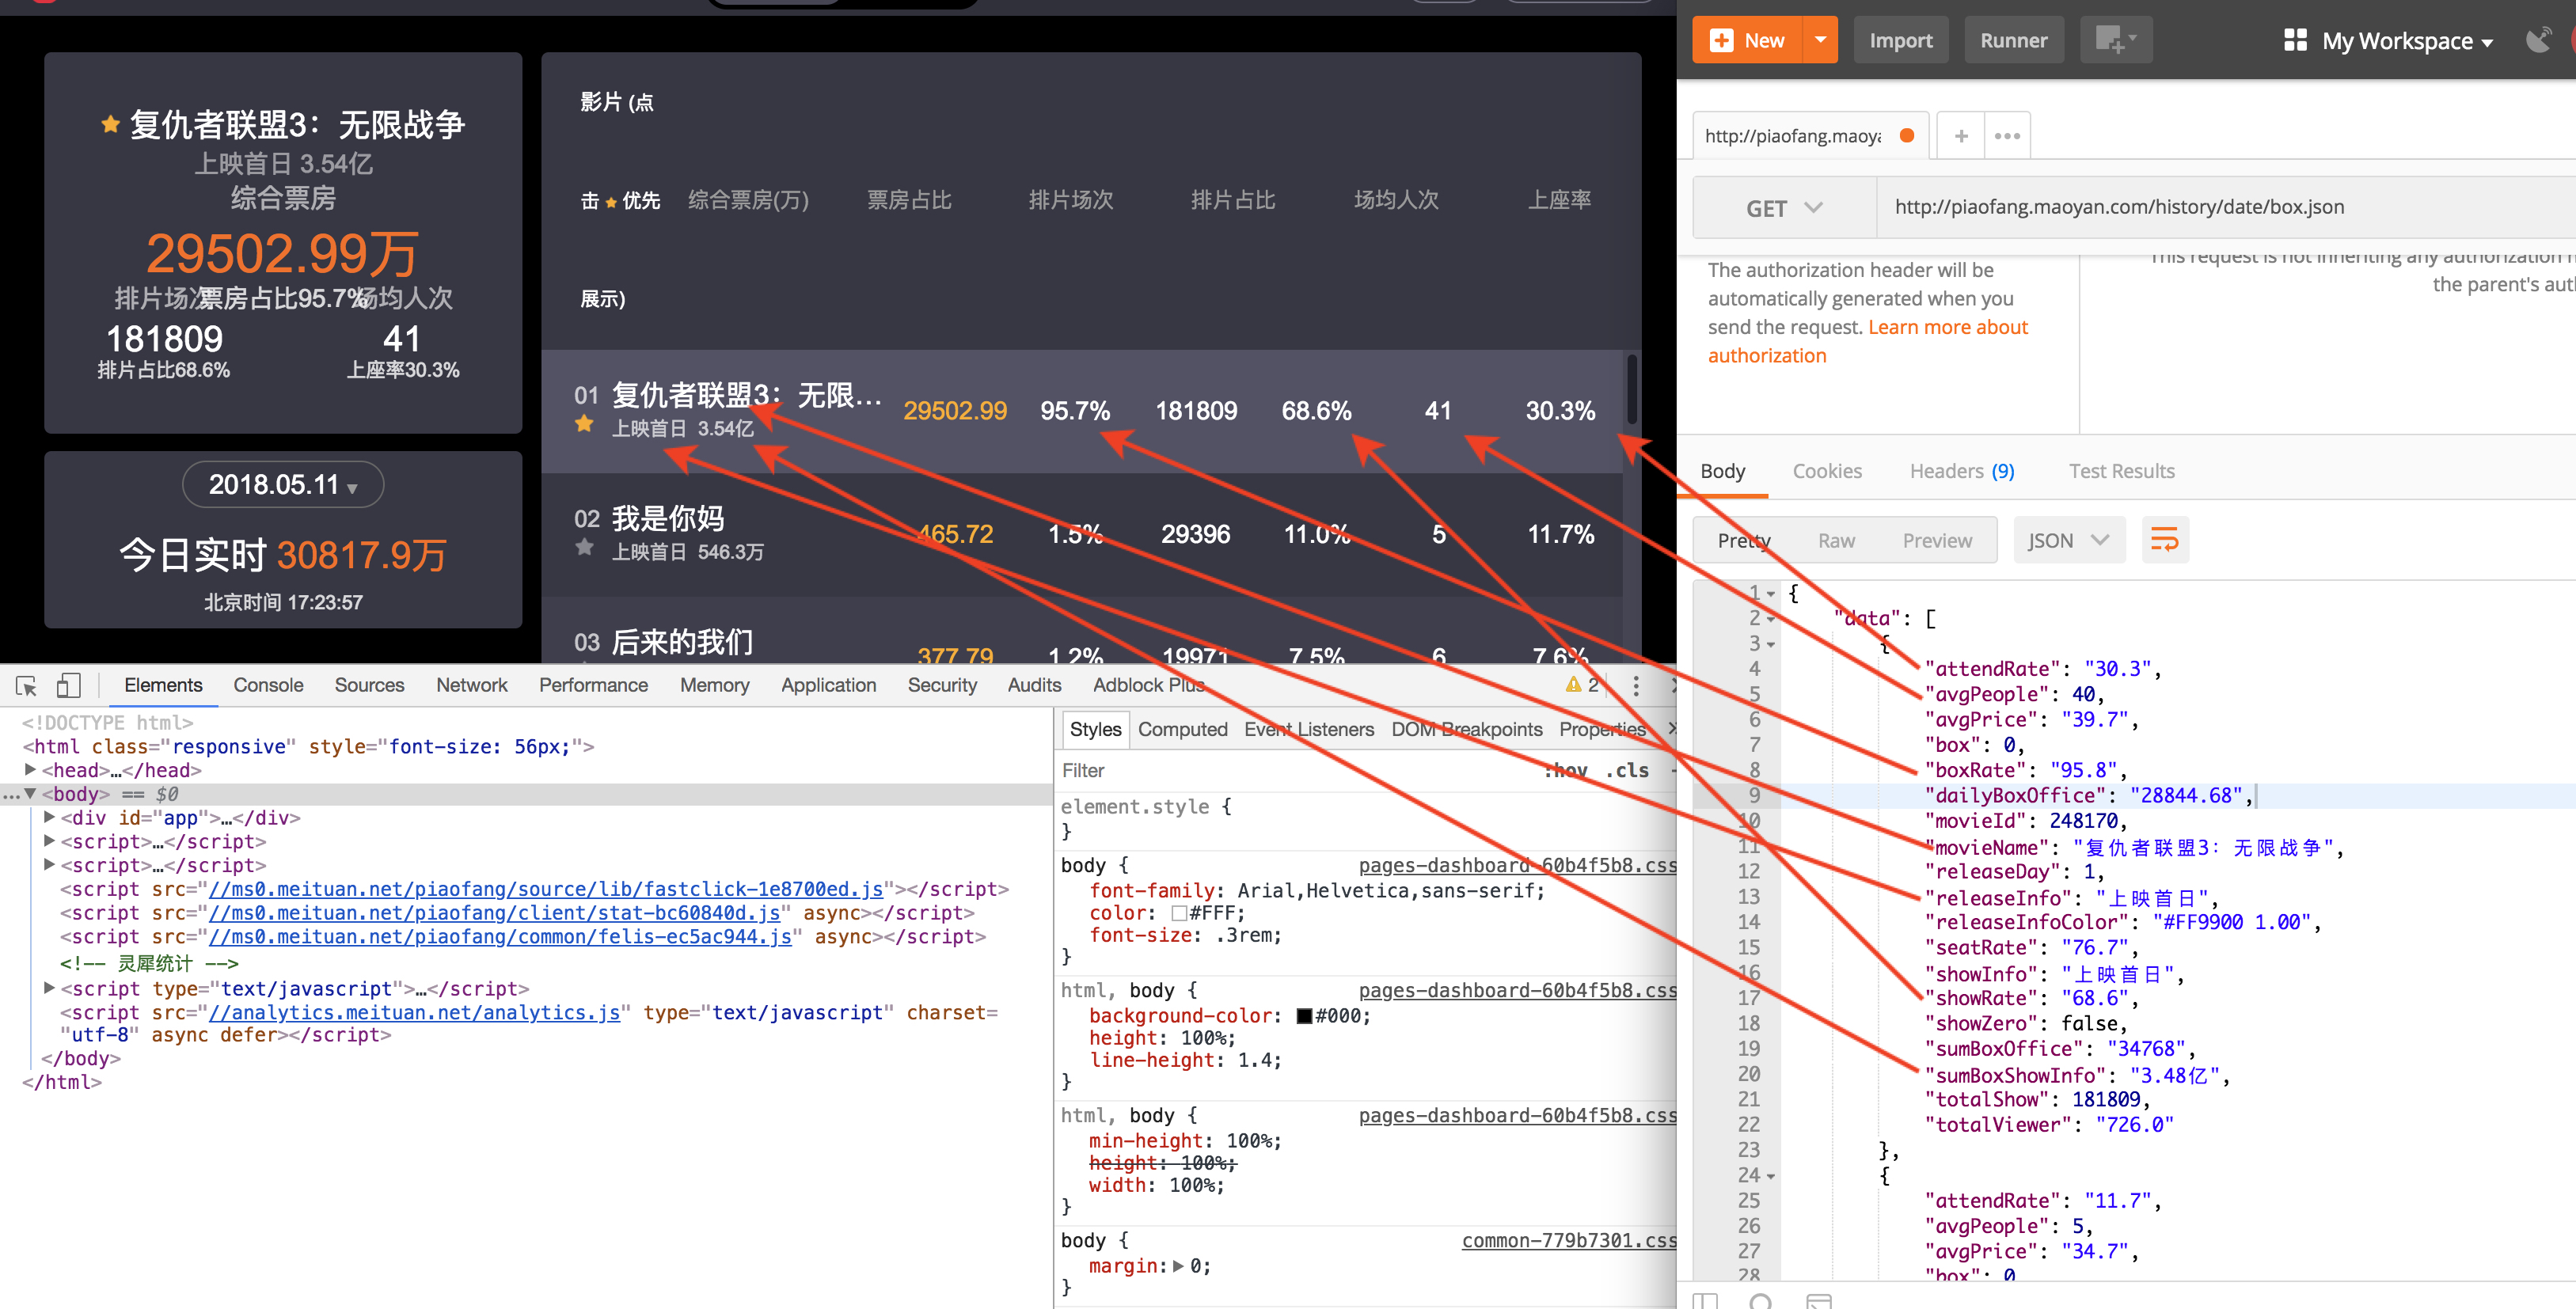 ★ 复仇者联盟3：无限战争
上映首日 3.54亿
综合票房
29502.99万
排片场次
票房占比95.7%
场均人次
181809
41
排片占比68.6%
上座率30.3%
2018.05.11 ▼
今日实时 30817.9万
北京时间 17:23:57
影片 (点
击 ★ 优先 综合票房(万) 票房占比 排片场次 排片占比 场均人次 上座率
展示)
01 复仇者联盟3：无限... 29502.99 95.7% 181809 68.6% 41 30.3%
上映首日 3.54亿
02 我是你妈 465.72 1.5% 29396 11.0% 5 11.7%
上映首日 546.3万
03 后来的我们 377.79 1.2% 19971 7.5% 6 7.6%
Elements Console Sources Network Performance Memory Application Security Audits Adblock Plus 2
<!DOCTYPE html>
<html class="responsive" style="font-size: 56px;">
<head>…</head>
<body> == $0
<div id="app">…</div>
<script>…</script>
<script>…</script>
<script src="//ms0.meituan.net/piaofang/source/lib/fastclick-1e8700ed.js"></script>
<script src="//ms0.meituan.net/piaofang/client/stat-bc60840d.js" async></script>
<script src="//ms0.meituan.net/piaofang/common/felis-ec5ac944.js" async></script>
<!-- 灵犀统计 -->
<script type="text/javascript">…</script>
<script src="//analytics.meituan.net/analytics.js" type="text/javascript" charset=
"utf-8" async defer></script>
</body>
</html>
Styles Computed Event Listeners DOM Breakpoints Properties
Filter :hov .cls
element.style {
}
body { pages-dashboard-60b4f5b8.css
font-family: Arial,Helvetica,sans-serif;
color: #FFF;
font-size: .3rem;
}
html, body { pages-dashboard-60b4f5b8.css
background-color: #000;
height: 100%;
line-height: 1.4;
}
html, body { pages-dashboard-60b4f5b8.css
min-height: 100%;
height: 100%;
width: 100%;
}
body { common-779b7301.css
margin: 0;
}
New Import Runner My Workspace
http://piaofang.maoya
GET http://piaofang.maoyan.com/history/date/box.json
The authorization header will be
automatically generated when you
send the request. Learn more about
authorization
This request is not inheriting any authorization
the parent's
Body Cookies Headers (9) Test Results
Pretty Raw Preview JSON
1 {
2 "data": [
3 {
4 "attendRate": "30.3",
5 "avgPeople": 40,
6 "avgPrice": "39.7",
7 "box": 0,
8 "boxRate": "95.8",
9 "dailyBoxOffice": "28844.68",
10 "movieId": 248170,
11 "movieName": "复仇者联盟3：无限战争",
12 "releaseDay": 1,
13 "releaseInfo": "上映首日",
14 "releaseInfoColor": "#FF9900 1.00",
15 "seatRate": "76.7",
16 "showInfo": "上映首日",
17 "showRate": "68.6",
18 "showZero": false,
19 "sumBoxOffice": "34768",
20 "sumBoxShowInfo": "3.48亿",
21 "totalShow": 181809,
22 "totalViewer": "726.0"
23 },
24 {
25 "attendRate": "11.7",
26 "avgPeople": 5,
27 "avgPrice": "34.7",
28 "box": 0